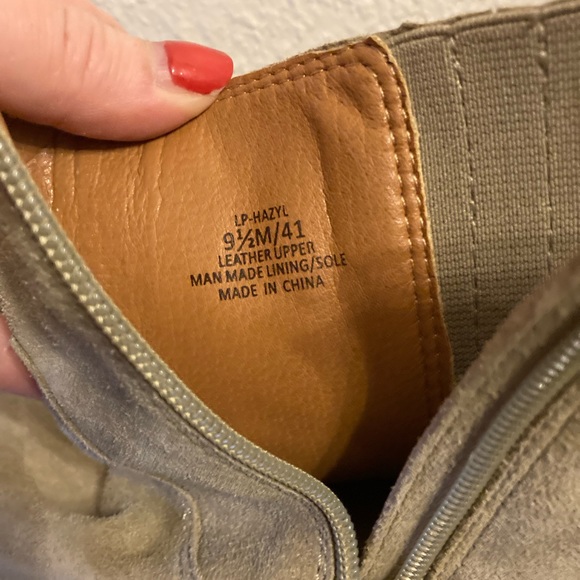 LP-HAZYL
9½M/41
LEATHER UPPER
MAN MADE LINING/SOLE
MADE IN CHINA